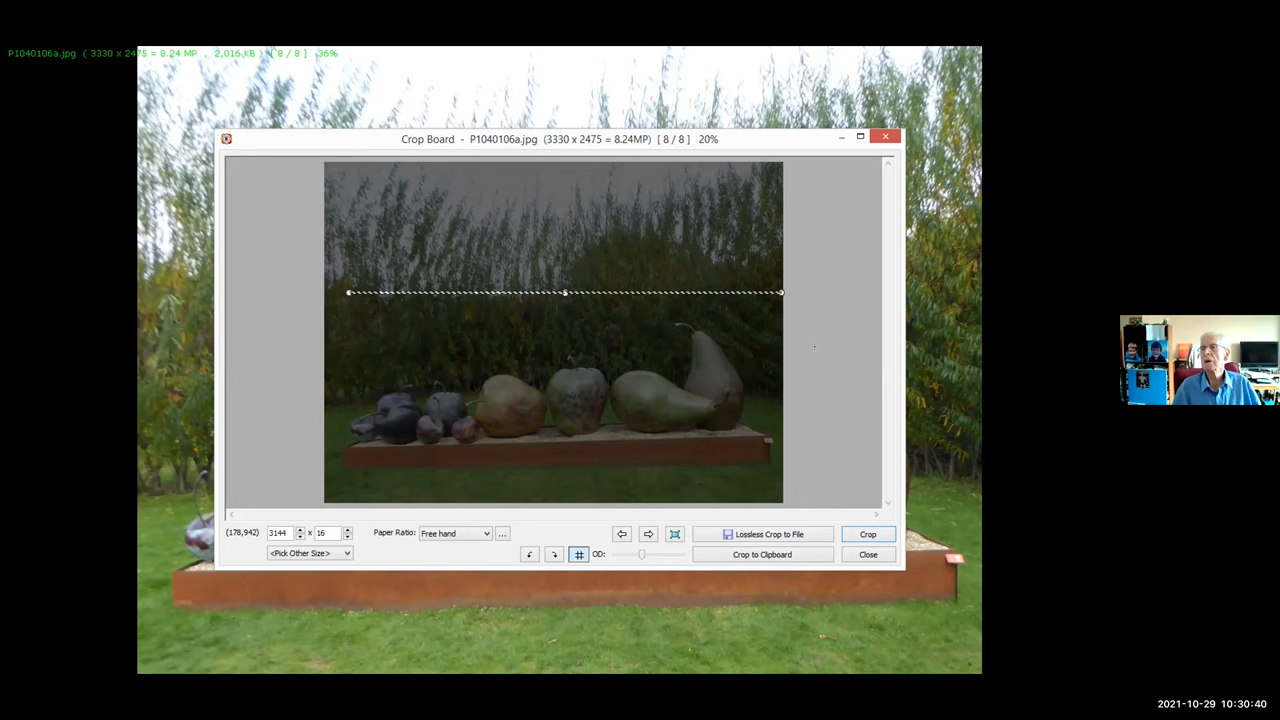 P1040106a.jpg ( 3330 x 2475 = 8.24 MP , 2,016 KB ) [ 8 / 8 ] 36%
Crop Board - P1040106a.jpg (3330 x 2475 = 8.24MP) [ 8 / 8 ] 20%
(178,942) 3144 x 16 Paper Ratio: Free hand ... Lossless Crop to File Crop
<Pick Other Size> OD: Crop to Clipboard Close
2021-10-29 10:30:40